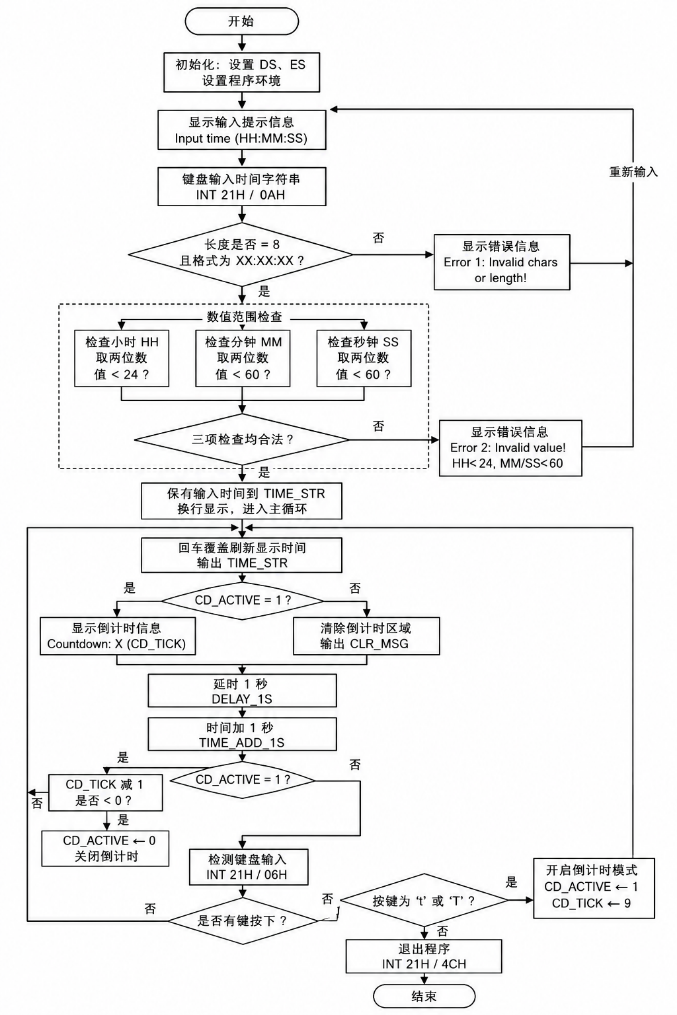 开始
初始化：设置 DS、ES
设置程序环境
显示输入提示信息
Input time (HH:MM:SS)
重新输入
键盘输入时间字符串
INT 21H / 0AH
长度是否 = 8
且格式为 XX:XX:XX ?
否
显示错误信息
Error 1: Invalid chars
or length!
是
数值范围检查
检查小时 HH
取两位数
值 < 24 ?
检查分钟 MM
取两位数
值 < 60 ?
检查秒钟 SS
取两位数
值 < 60 ?
三项检查均合法 ?
否
显示错误信息
Error 2: Invalid value!
HH<24, MM/SS<60
是
保有输入时间到 TIME_STR
换行显示，进入主循环
回车覆盖刷新显示时间
输出 TIME_STR
是
CD_ACTIVE = 1 ?
否
显示倒计时信息
Countdown: X (CD_TICK)
清除倒计时区域
输出 CLR_MSG
延时 1 秒
DELAY_1S
时间加 1 秒
TIME_ADD_1S
是
CD_ACTIVE = 1 ?
否
CD_TICK 减 1
是否 < 0 ?
否
是
CD_ACTIVE ← 0
关闭倒计时
检测键盘输入
INT 21H / 06H
否
是否有键按下 ?
否
按键为 ‘t’ 或 ‘T’ ?
是
开启倒计时模式
CD_ACTIVE ← 1
CD_TICK ← 9
否
退出程序
INT 21H / 4CH
结束